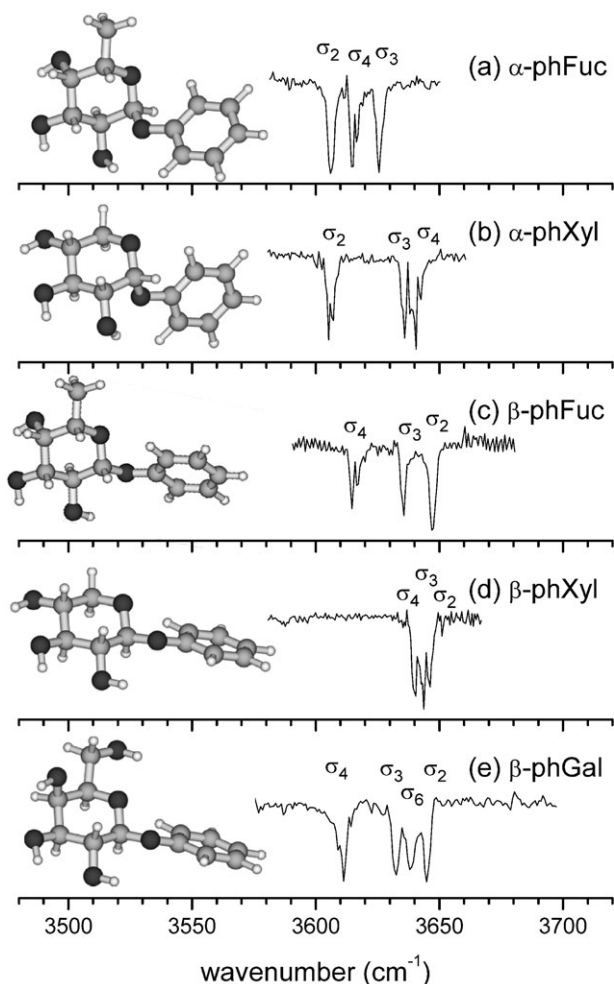 σ2 σ4 σ3 (a) α-phFuc
σ2 σ3 σ4 (b) α-phXyl
σ4 σ3 σ2 (c) β-phFuc
σ3
σ4 σ2 (d) β-phXyl
σ4 σ3 σ2 (e) β-phGal
σ6
3500 3550 3600 3650 3700
wavenumber (cm-1)